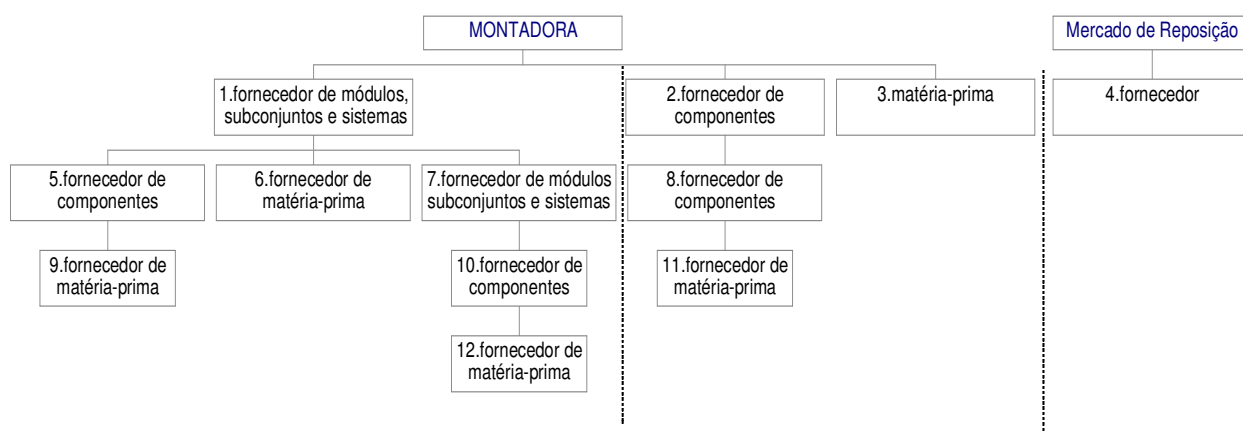 MONTADORA
Mercado de Reposição
1.fornecedor de módulos,
subconjuntos e sistemas
2.fornecedor de
componentes
3.matéria-prima
4.fornecedor
5.fornecedor de
componentes
6.fornecedor de
matéria-prima
7.fornecedor de módulos
subconjuntos e sistemas
8.fornecedor de
componentes
9.fornecedor de
matéria-prima
10.fornecedor de
componentes
11.fornecedor de
matéria-prima
12.fornecedor de
matéria-prima